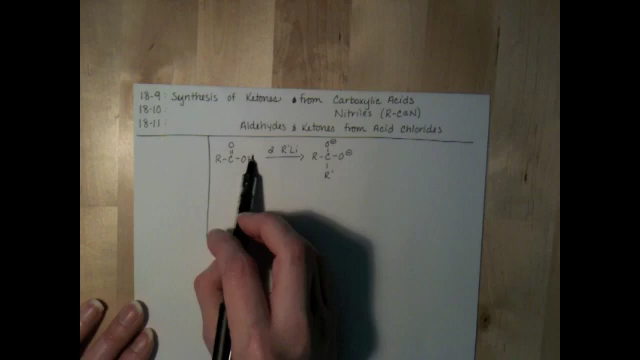 18-9: Synthesis of Ketones from Carboxylic Acids
18-10: Nitriles (R-C≡N)
18-11: Aldehydes & Ketones from Acid Chlorides
O O⊖
R-C-OH 2 R'Li R-C-O⊖
R'